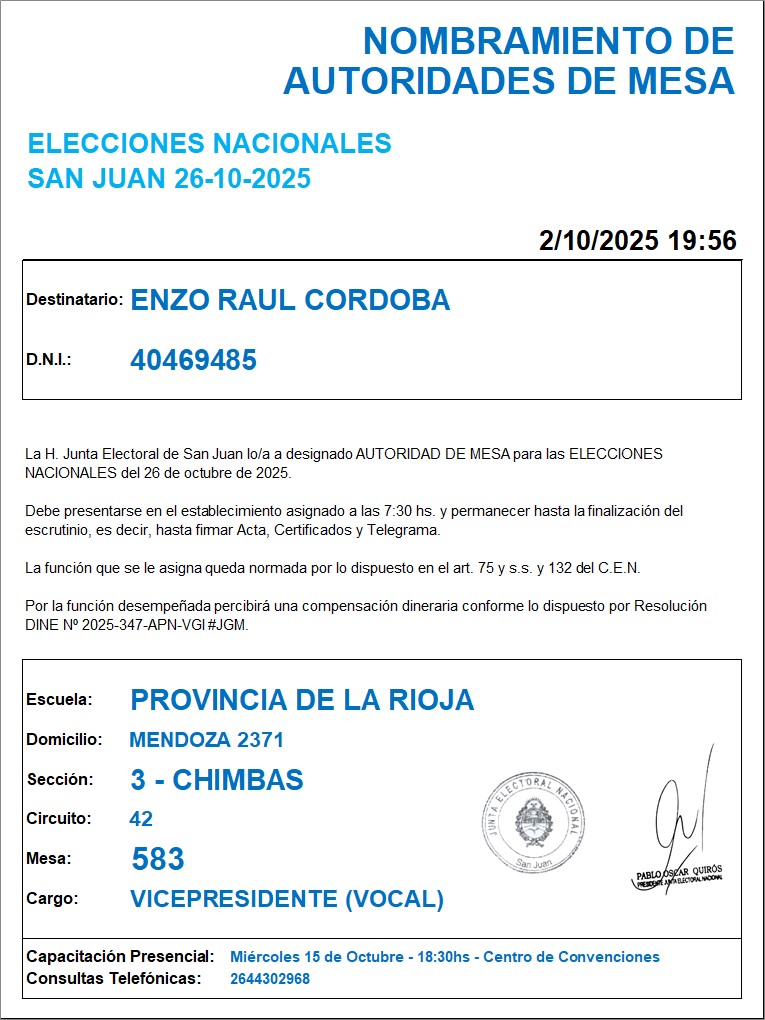 NOMBRAMIENTO DE
AUTORIDADES DE MESA
ELECCIONES NACIONALES
SAN JUAN 26-10-2025
2/10/2025 19:56
Destinatario: ENZO RAUL CORDOBA
D.N.I.: 40469485
La H. Junta Electoral de San Juan lo/a a designado AUTORIDAD DE MESA para las ELECCIONES
NACIONALES del 26 de octubre de 2025.
Debe presentarse en el establecimiento asignado a las 7:30 hs. y permanecer hasta la finalización del
escrutinio, es decir, hasta firmar Acta, Certificados y Telegrama.
La función que se le asigna queda normada por lo dispuesto en el art. 75 y s.s. y 132 del C.E.N.
Por la función desempeñada percibirá una compensación dineraria conforme lo dispuesto por Resolución
DINE Nº 2025-347-APN-VGI#JGM.
Escuela: PROVINCIA DE LA RIOJA
Domicilio: MENDOZA 2371
Sección: 3 - CHIMBAS
Circuito: 42
Mesa: 583
Cargo: VICEPRESIDENTE (VOCAL)
JUNTA ELECTORAL NACIONAL
San Juan
PABLO OSCAR QUIRÓS
PRESIDENTE JUNTA ELECTORAL NACIONAL
Capacitación Presencial: Miércoles 15 de Octubre - 18:30hs - Centro de Convenciones
Consultas Telefónicas: 2644302968